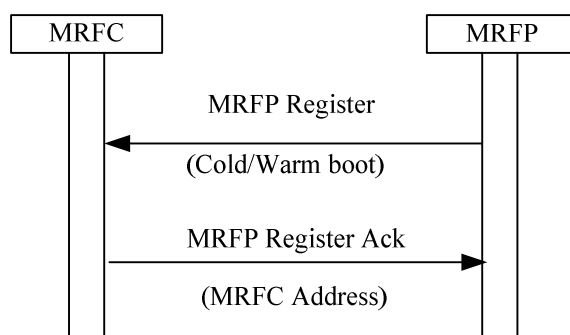 MRFC
MRFP
MRFP Register
(Cold/Warm boot)
MRFP Register Ack
(MRFC Address)